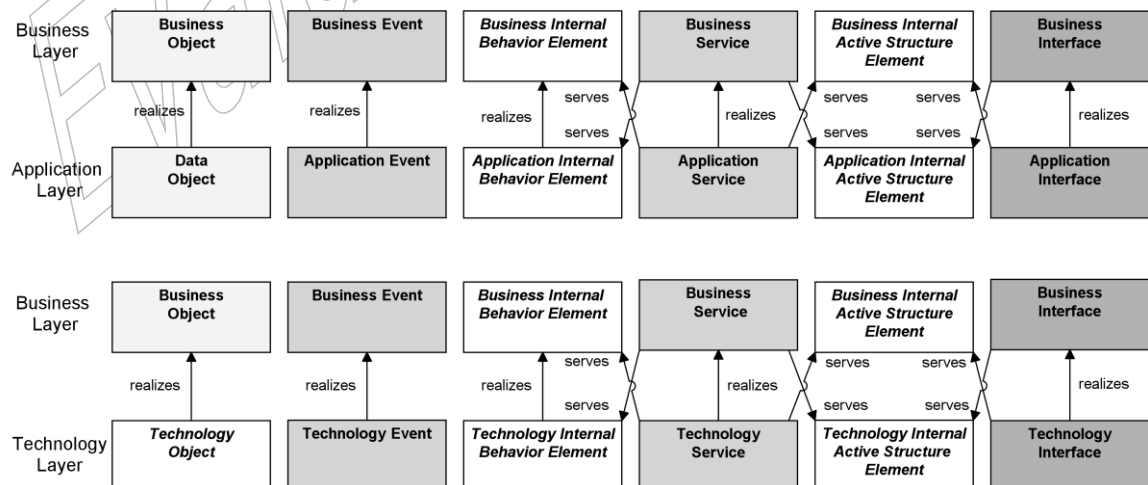 Business
Layer
Business
Object
Business Event
Business Internal
Behavior Element
Business
Service
Business Internal
Active Structure
Element
Business
Interface
realizes
realizes
realizes
serves
serves
realizes
serves
serves
serves
serves
realizes
Application
Layer
Data
Object
Application Event
Application Internal
Behavior Element
Application
Service
Application Internal
Active Structure
Element
Application
Interface
Business
Layer
Business
Object
Business Event
Business Internal
Behavior Element
Business
Service
Business Internal
Active Structure
Element
Business
Interface
realizes
realizes
realizes
serves
serves
realizes
serves
serves
serves
serves
realizes
Technology
Layer
Technology
Object
Technology Event
Technology Internal
Behavior Element
Technology
Service
Technology Internal
Active Structure
Element
Technology
Interface